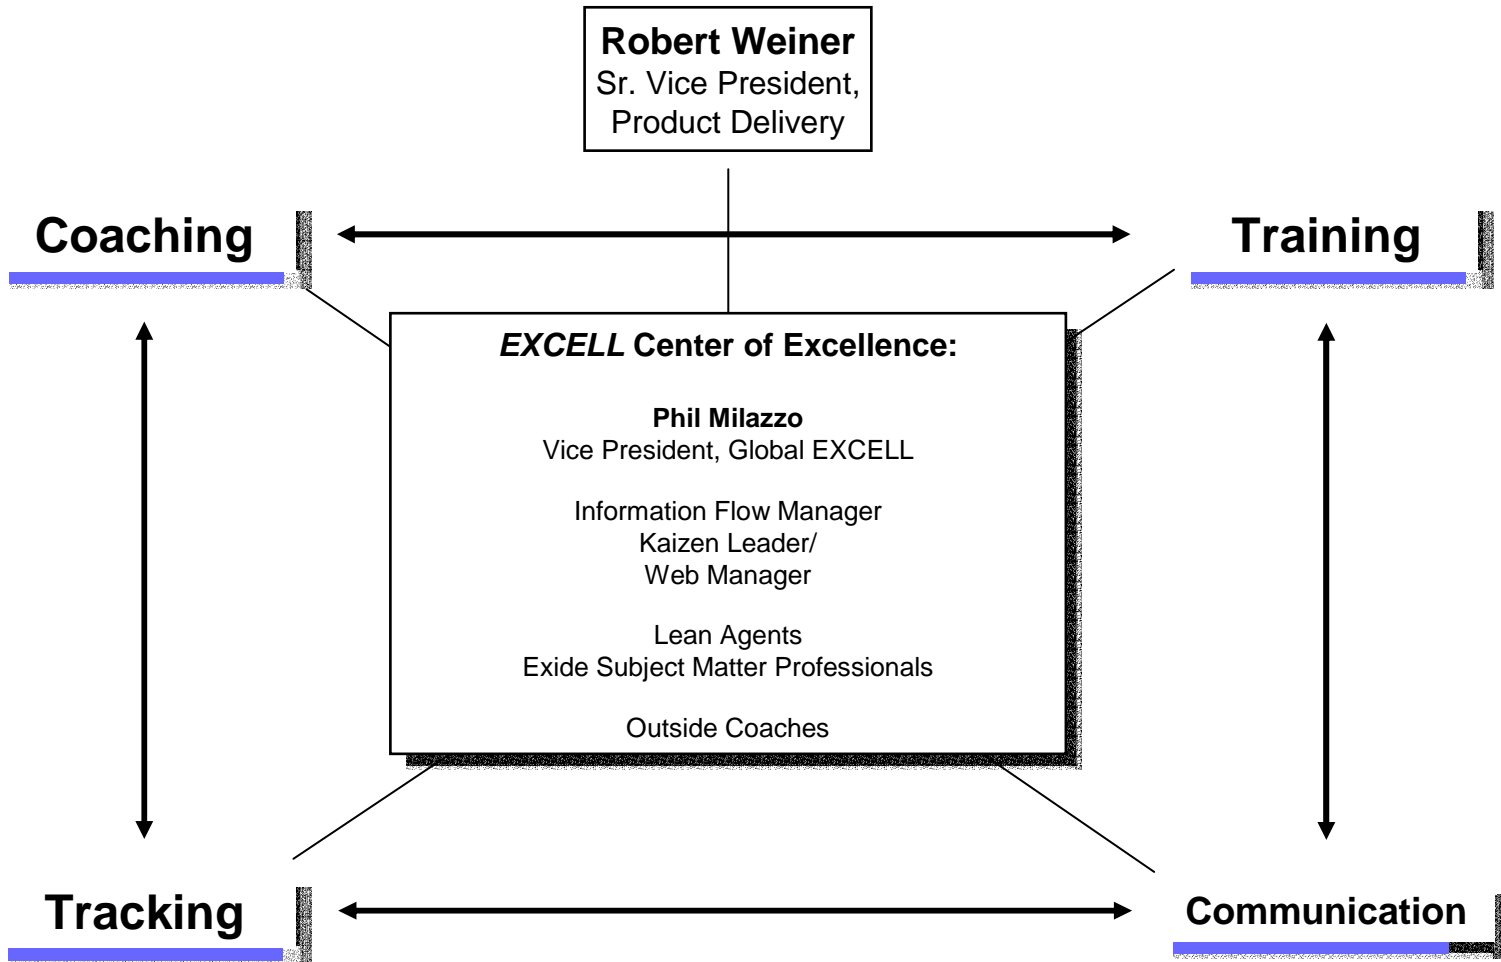 Robert Weiner
Sr. Vice President,
Product Delivery
Coaching
Training
EXCELL Center of Excellence:
Phil Milazzo
Vice President, Global EXCELL
Information Flow Manager
Kaizen Leader/
Web Manager
Lean Agents
Exide Subject Matter Professionals
Outside Coaches
Tracking
Communication